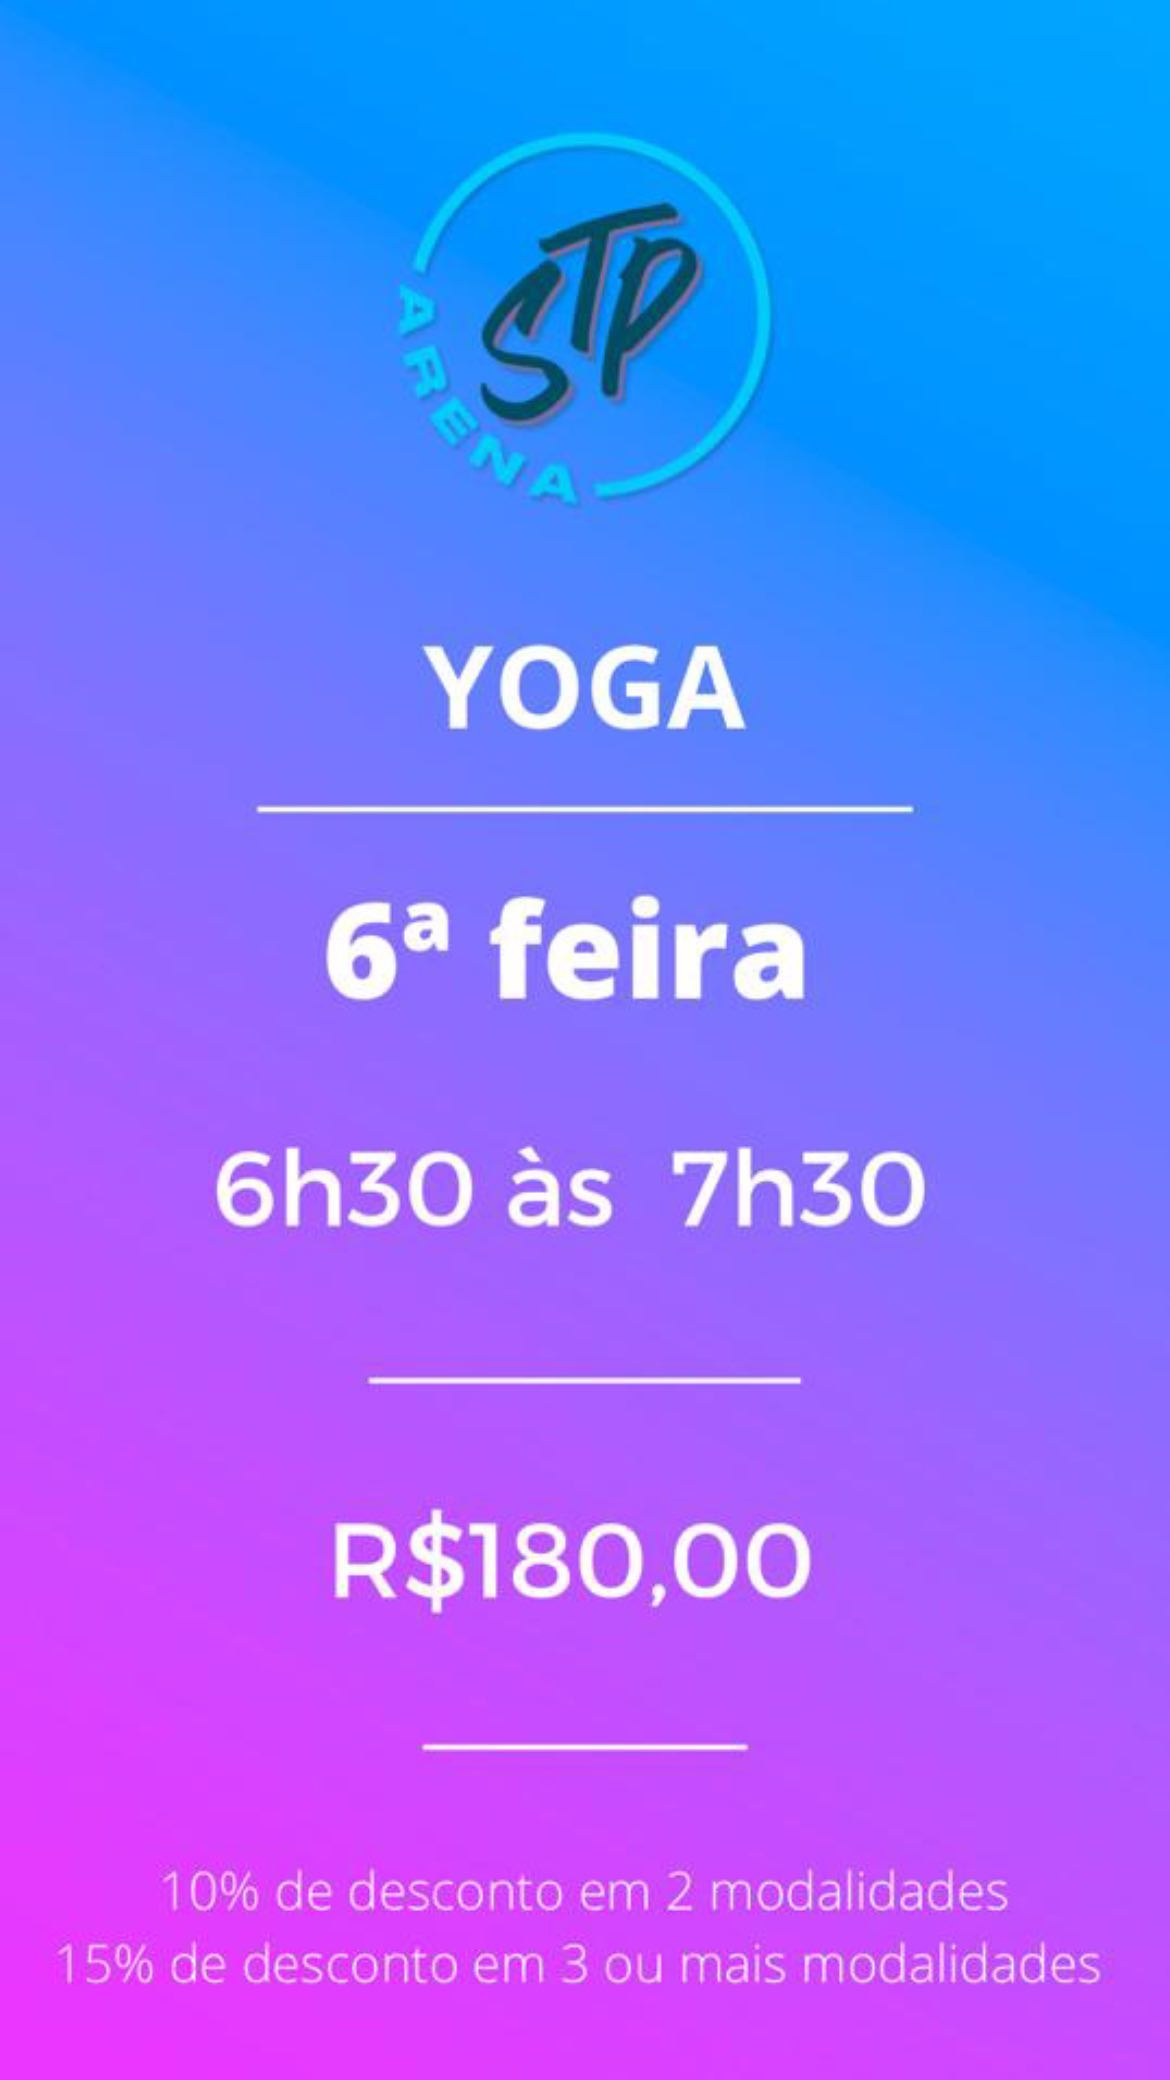 STP
ARENA
YOGA
6ª feira
6h30 às 7h30
R$180,00
10% de desconto em 2 modalidades
15% de desconto em 3 ou mais modalidades